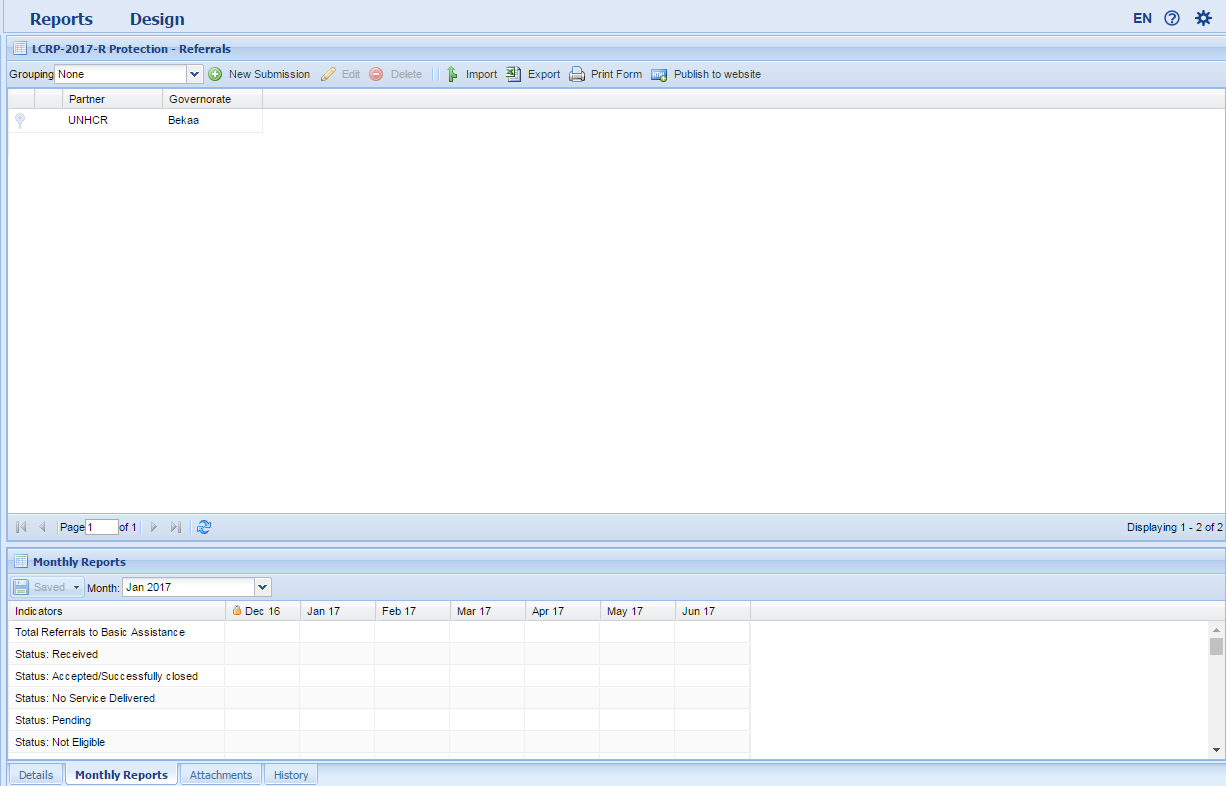 Reports Design EN
LCRP-2017-R Protection - Referrals
Grouping None New Submission Edit Delete Import Export Print Form Publish to website
Partner Governorate
UNHCR Bekaa
Page 1 of 1 Displaying 1 - 2 of 2
Monthly Reports
Saved Month: Jan 2017
Indicators Dec 16 Jan 17 Feb 17 Mar 17 Apr 17 May 17 Jun 17
Total Referrals to Basic Assistance
Status: Received
Status: Accepted/Successfully closed
Status: No Service Delivered
Status: Pending
Status: Not Eligible
Details Monthly Reports Attachments History